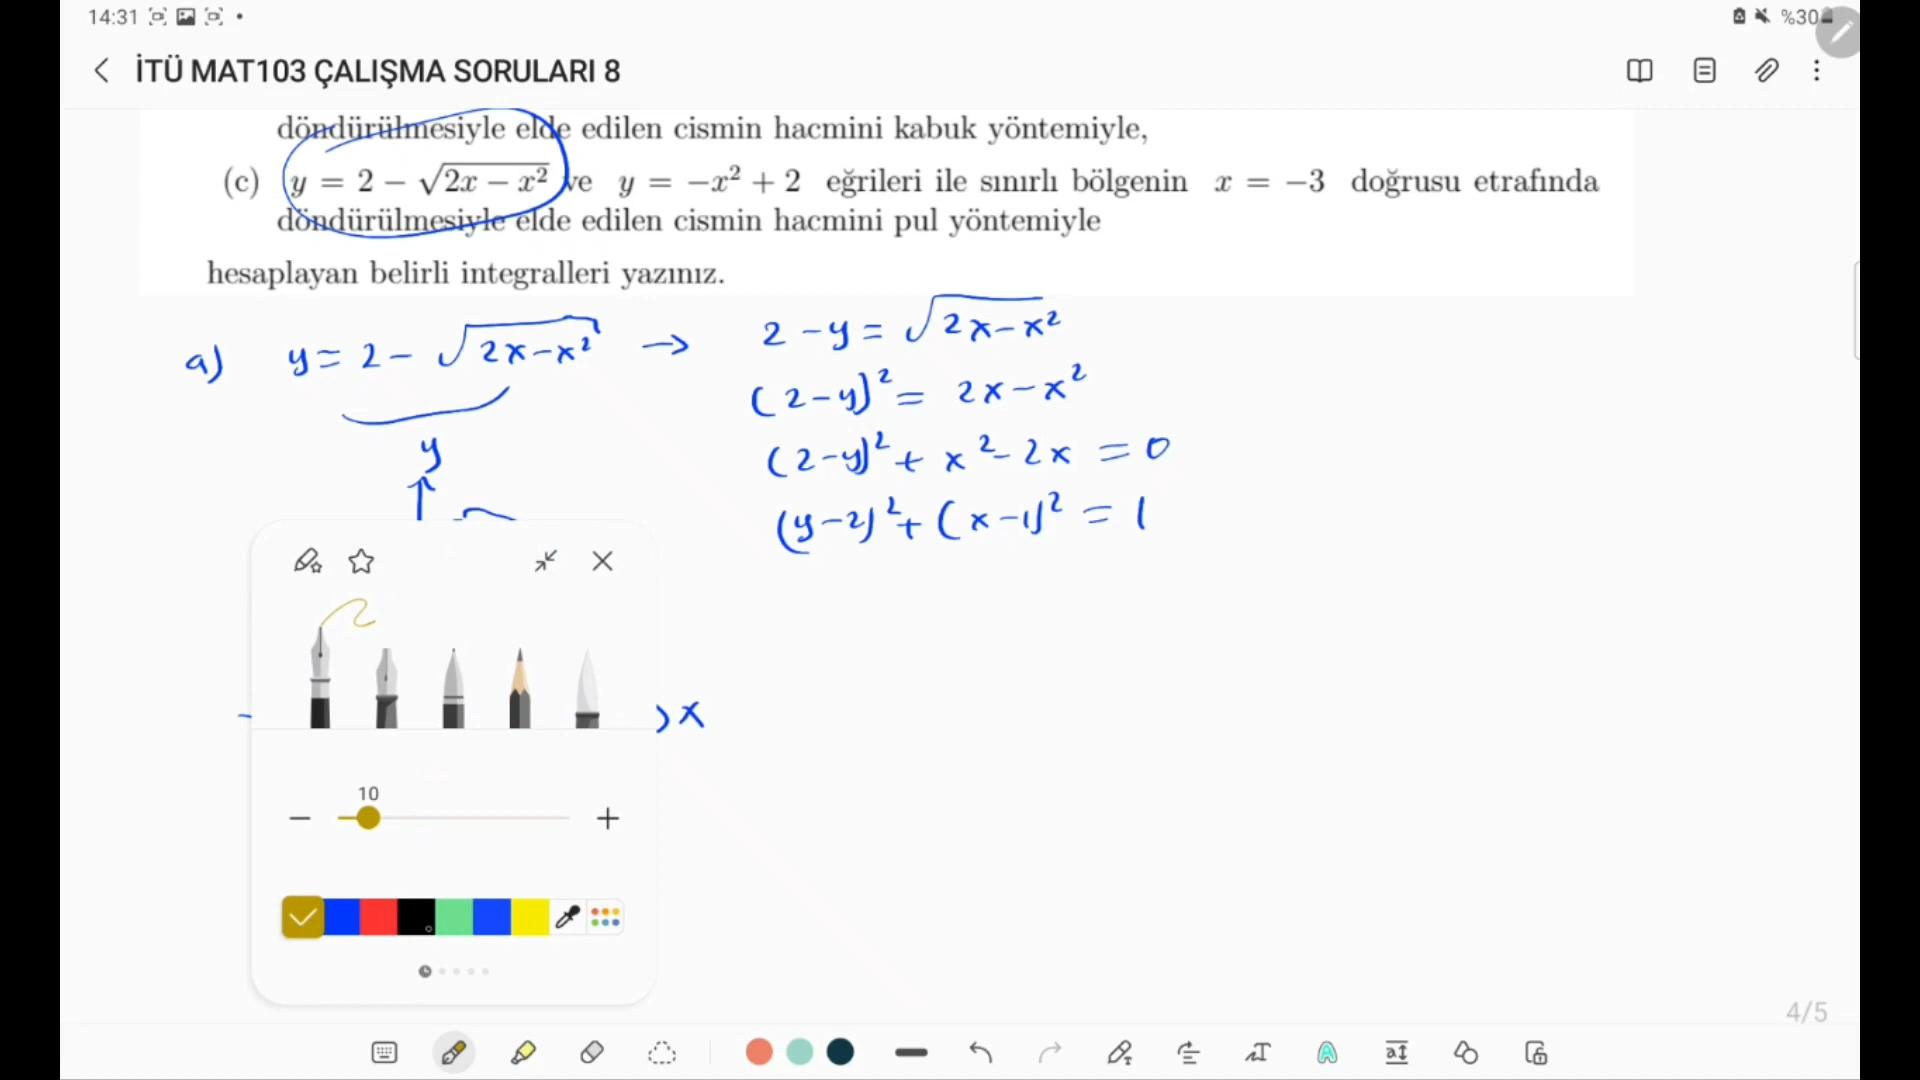 14:31
%30
İTÜ MAT103 ÇALIŞMA SORULARI 8
döndürülmesiyle elde edilen cismin hacmini kabuk yöntemiyle,
(c) y = 2 − √(2x − x²) ve y = −x² + 2 eğrileri ile sınırlı bölgenin x = −3 doğrusu etrafında
döndürülmesiyle elde edilen cismin hacmini pul yöntemiyle
hesaplayan belirli integralleri yazınız.
a) y = 2 − √(2x−x²) → 2 − y = √(2x−x²)
(2−y)² = 2x − x²
(2−y)² + x² − 2x = 0
(y−2)² + (x−1)² = 1
y
x
10
4/5